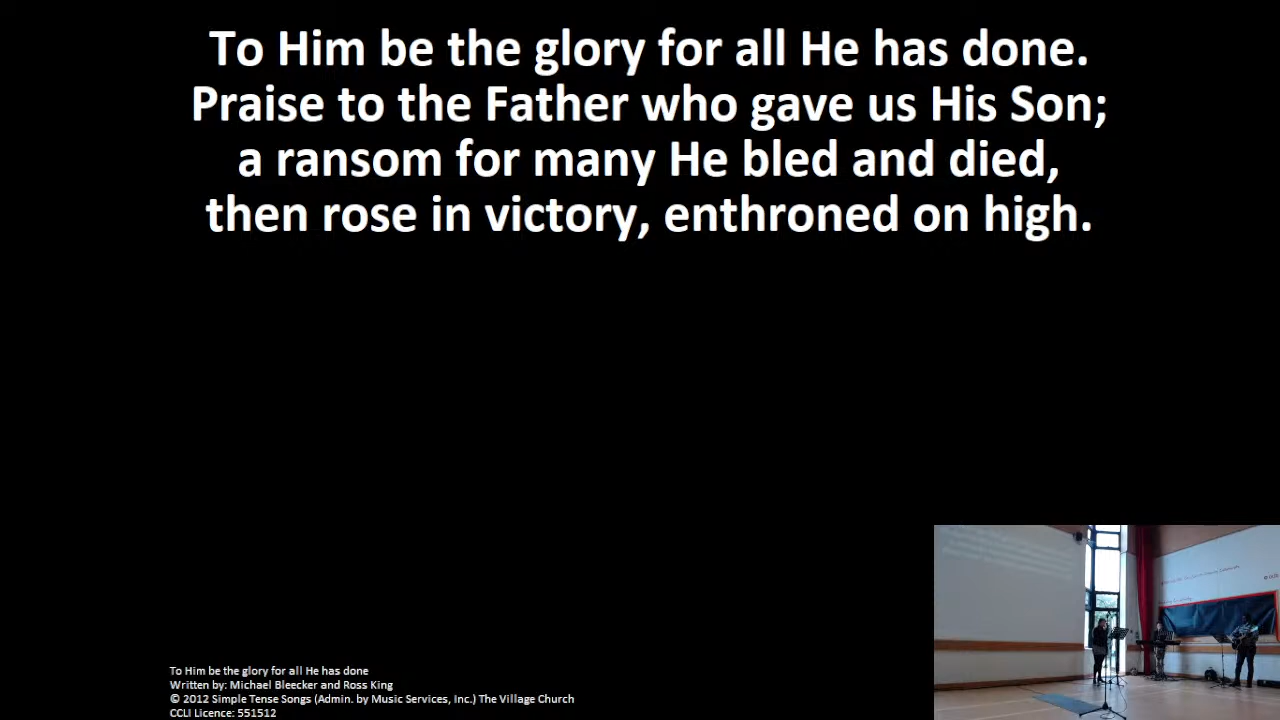 To Him be the glory for all He has done.
Praise to the Father who gave us His Son;
a ransom for many He bled and died,
then rose in victory, enthroned on high.
To Him be the glory for all He has done
Written by: Michael Bleecker and Ross King
© 2012 Simple Tense Songs (Admin. by Music Services, Inc.) The Village Church
CCLI Licence: 551512